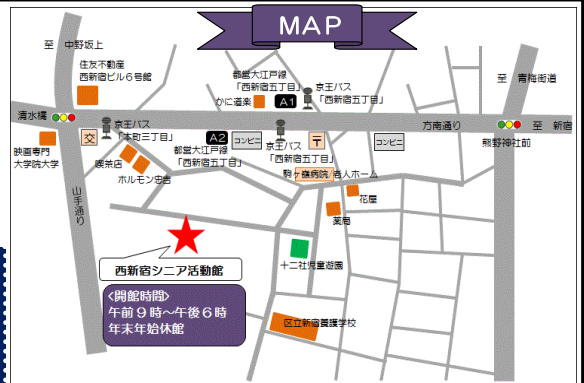 MAP
至 中野坂上
住友不動産
西新宿ビル６号館
都営大江戸線
「西新宿五丁目」
かに道楽
A1
京王バス
「西新宿五丁目」
至 青梅街道
清水橋
京王バス
「本町三丁目」
交
A2
コンビニ
〒
コンビニ
方南通り
至 新宿
映画専門
大学院大学
喫茶店
ホルモン忠吉
都営大江戸線
「西新宿五丁目」
京王バス
「西新宿五丁目」
熊野神社前
駒ヶ嶺病院/老人ホーム
花屋
薬局
山手通り
十二社児童遊園
西新宿シニア活動館
<開館時間>
午前９時～午後６時
年末年始休館
区立新宿養護学校